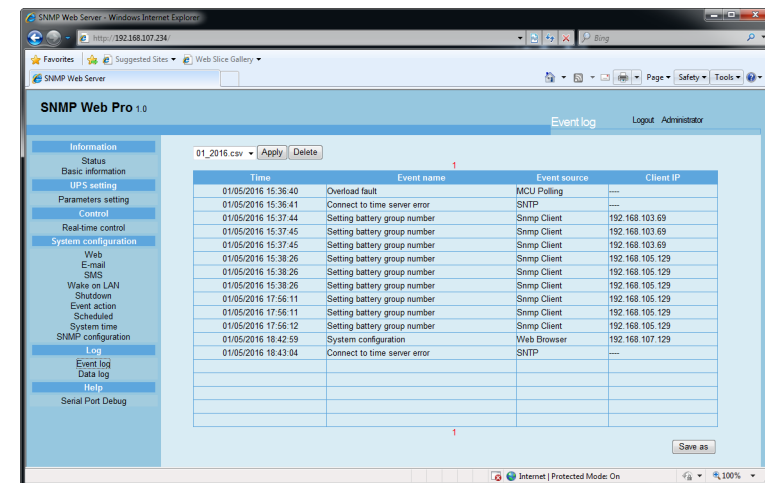 SNMP Web Server - Windows Internet Explorer
http://192.168.107.234/
Bing
Favorites Suggested Sites Web Slice Gallery
SNMP Web Server
Page Safety Tools
SNMP Web Pro 1.0
Event log Logout Administrator
Information
Status
Basic information
UPS setting
Parameters setting
Control
Real-time control
System configuration
Web
E-mail
SMS
Wake on LAN
Shutdown
Event action
Scheduled
System time
SNMP configuration
Log
Event log
Data log
Help
Serial Port Debug
01_2016.csv Apply Delete
1
Time Event name Event source Client IP
01/05/2016 15:36:40 Overload fault MCU Polling ----
01/05/2016 15:36:41 Connect to time server error SNTP ----
01/05/2016 15:37:44 Setting battery group number Snmp Client 192.168.103.69
01/05/2016 15:37:45 Setting battery group number Snmp Client 192.168.103.69
01/05/2016 15:37:45 Setting battery group number Snmp Client 192.168.103.69
01/05/2016 15:38:26 Setting battery group number Snmp Client 192.168.105.129
01/05/2016 15:38:26 Setting battery group number Snmp Client 192.168.105.129
01/05/2016 15:38:26 Setting battery group number Snmp Client 192.168.105.129
01/05/2016 17:56:11 Setting battery group number Snmp Client 192.168.105.129
01/05/2016 17:56:11 Setting battery group number Snmp Client 192.168.105.129
01/05/2016 17:56:12 Setting battery group number Snmp Client 192.168.105.129
01/05/2016 18:42:59 System configuration Web Browser 192.168.107.129
01/05/2016 18:43:04 Connect to time server error SNTP ----
1
Save as
Internet | Protected Mode: On 100%